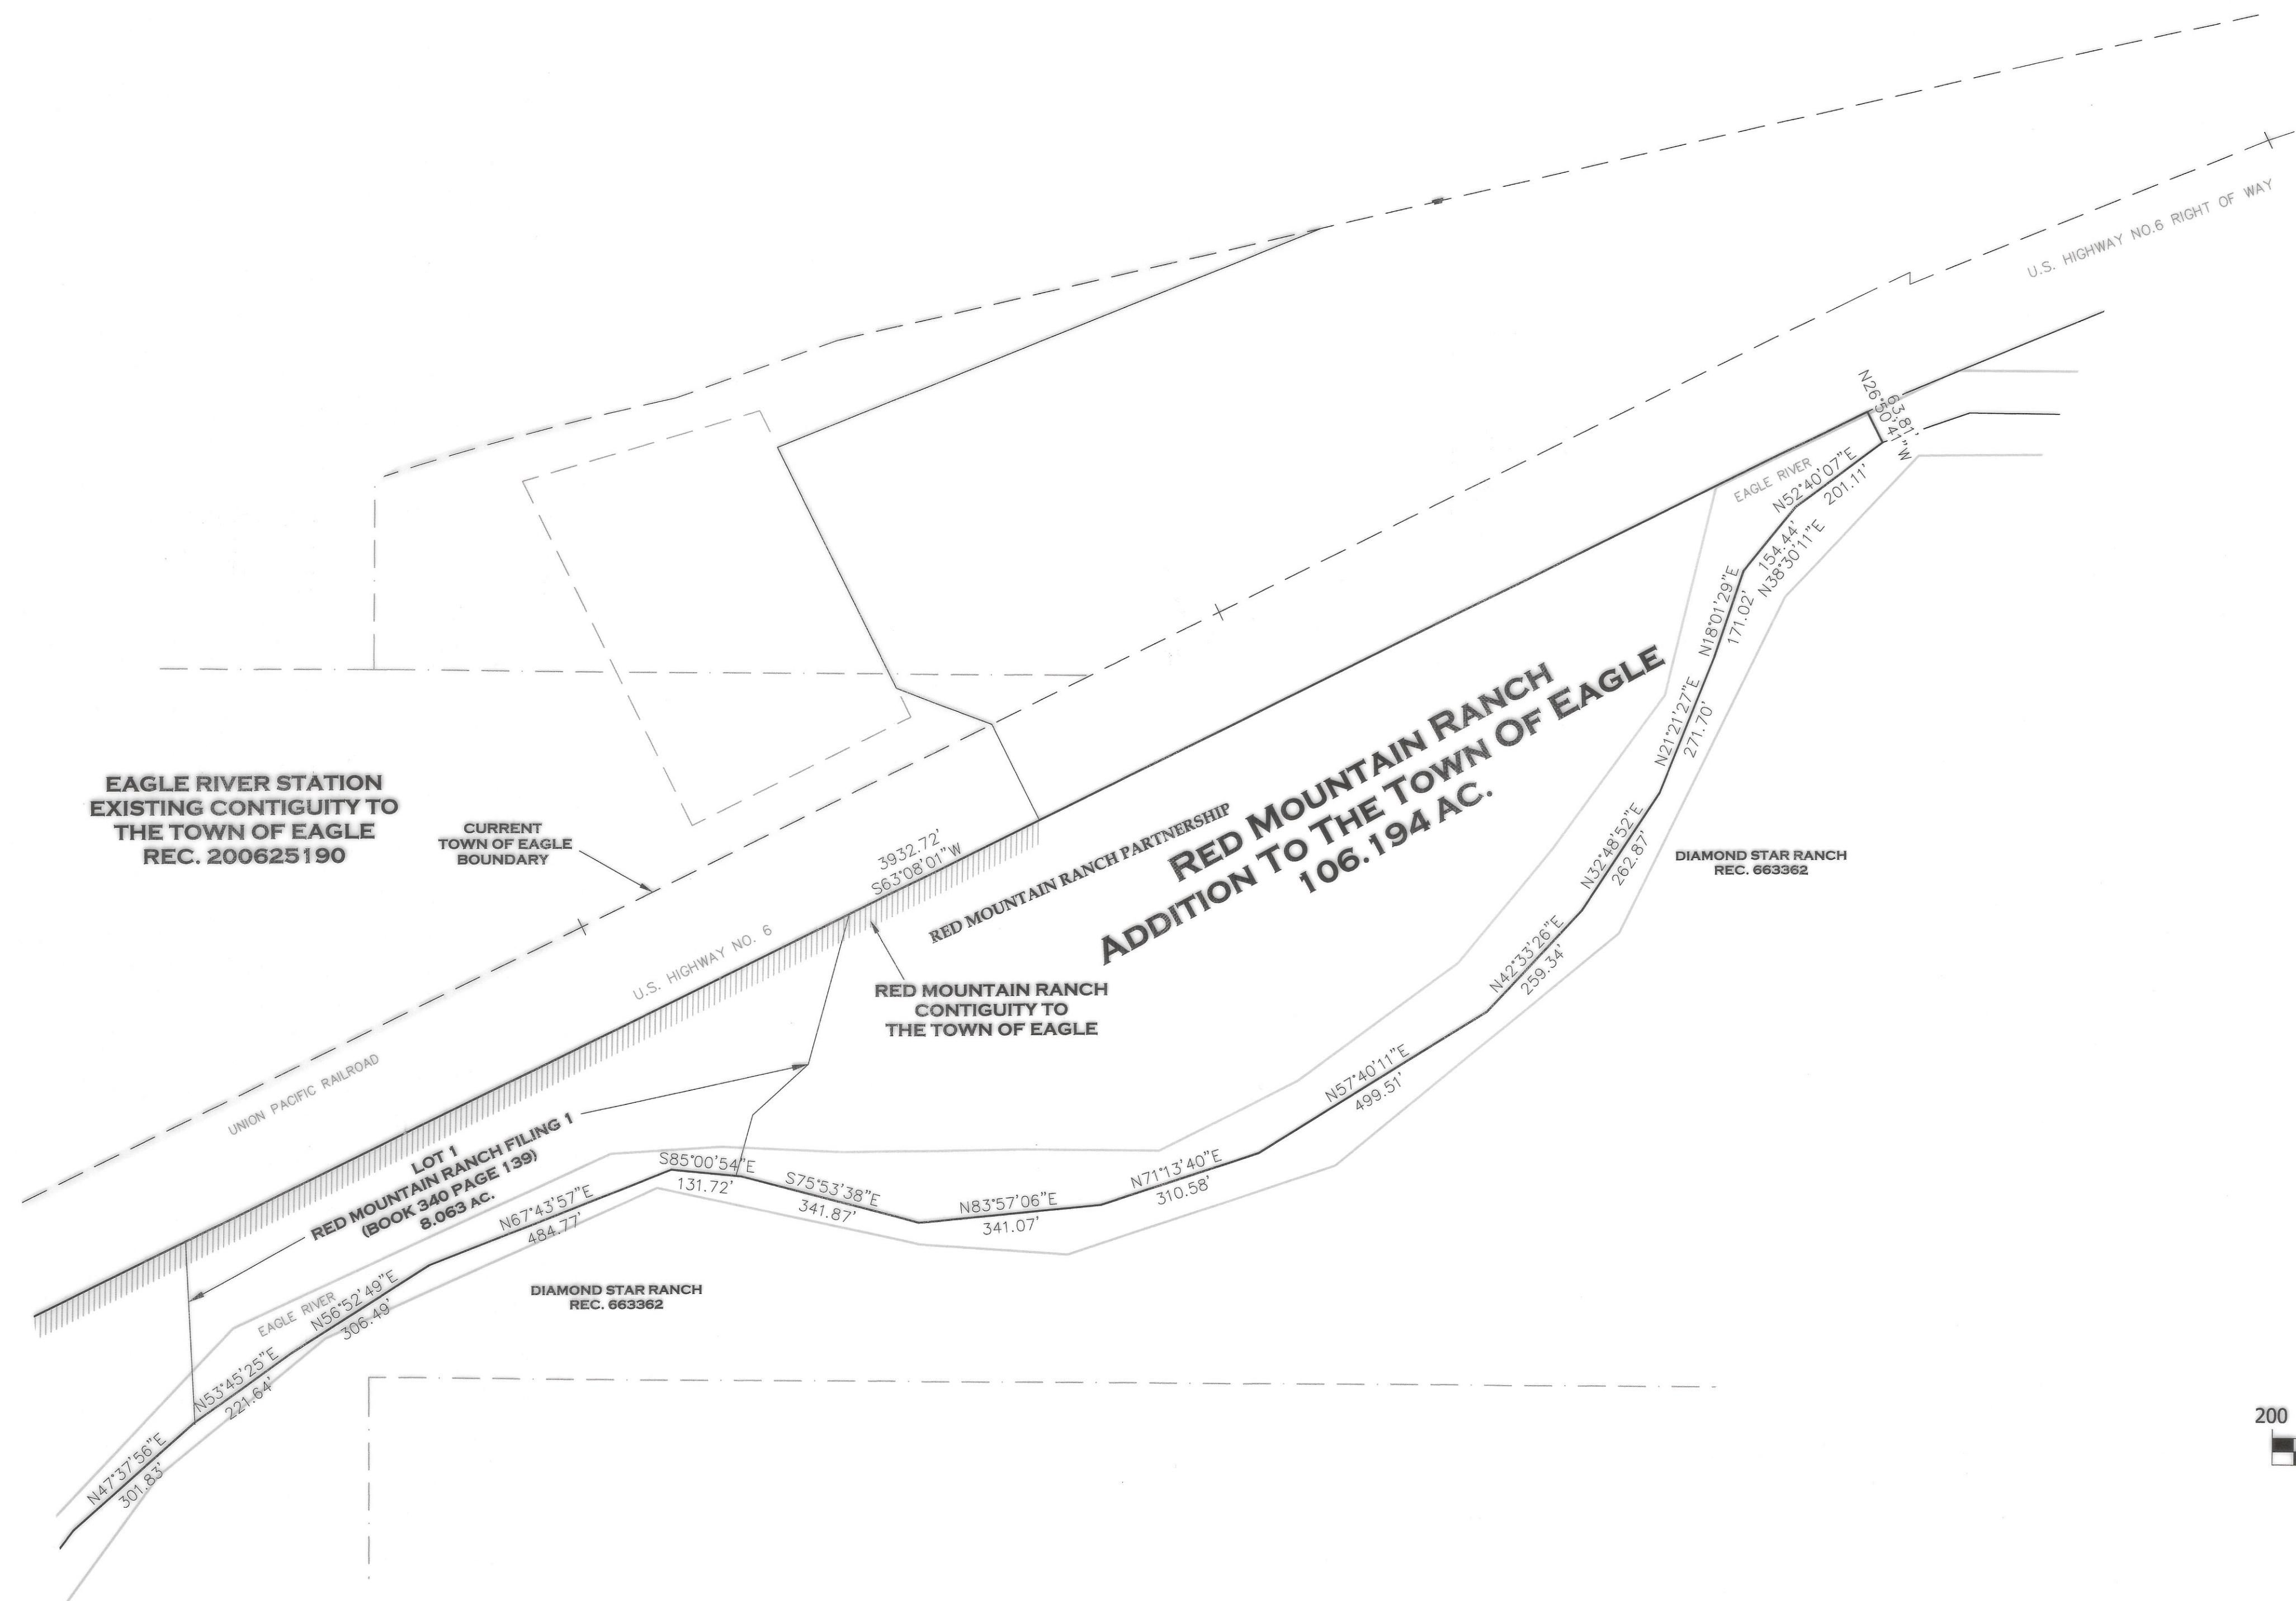 U.S. HIGHWAY NO.6 RIGHT OF WAY
N26°50'41"W
63.81'
EAGLE RIVER
N52°40'07"E
201.11'
154.44'
N38°30'11"E
N18°01'29"E
171.02'
N21°21'27"E
271.70'
N32°48'52"E
262.87'
N42°33'26"E
259.34'
N57°40'11"E
499.51'
N71°13'40"E
310.58'
N83°57'06"E
341.07'
S75°53'38"E
341.87'
S85°00'54"E
131.72'
N67°43'57"E
484.77'
N56°52'49"E
306.49'
N53°45'25"E
221.64'
N47°37'56"E
301.83'
EAGLE RIVER
EAGLE RIVER STATION
EXISTING CONTIGUITY TO
THE TOWN OF EAGLE
REC. 200625190
CURRENT
TOWN OF EAGLE
BOUNDARY
3932.72'
S63°08'01"W
RED MOUNTAIN RANCH PARTNERSHIP
RED MOUNTAIN RANCH
ADDITION TO THE TOWN OF EAGLE
106.194 AC.
DIAMOND STAR RANCH
REC. 663362
U.S. HIGHWAY NO. 6
RED MOUNTAIN RANCH
CONTIGUITY TO
THE TOWN OF EAGLE
UNION PACIFIC RAILROAD
LOT 1
RED MOUNTAIN RANCH FILING 1
(BOOK 340 PAGE 139)
8.063 AC.
DIAMOND STAR RANCH
REC. 663362
200